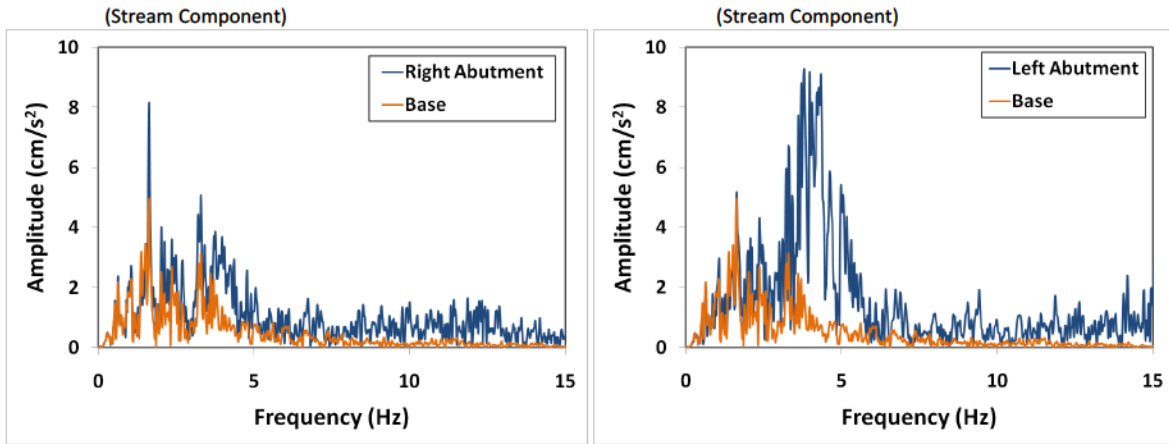 (Stream Component)
10
8
6
4
2
0
Amplitude (cm/s²)
Right Abutment
Base
0 5 10 15
Frequency (Hz)
(Stream Component)
10
8
6
4
2
0
Amplitude (cm/s²)
Left Abutment
Base
0 5 10 15
Frequency (Hz)